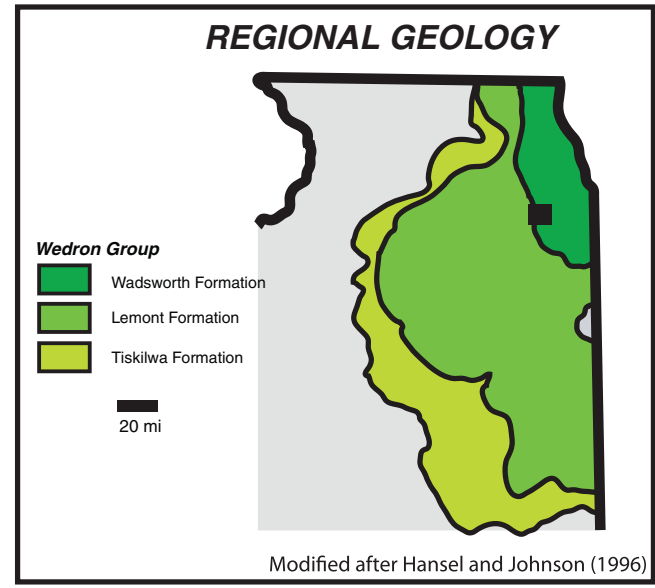 REGIONAL GEOLOGY
Wedron Group
Wadsworth Formation
Lemont Formation
Tiskilwa Formation
20 mi
Modified after Hansel and Johnson (1996)